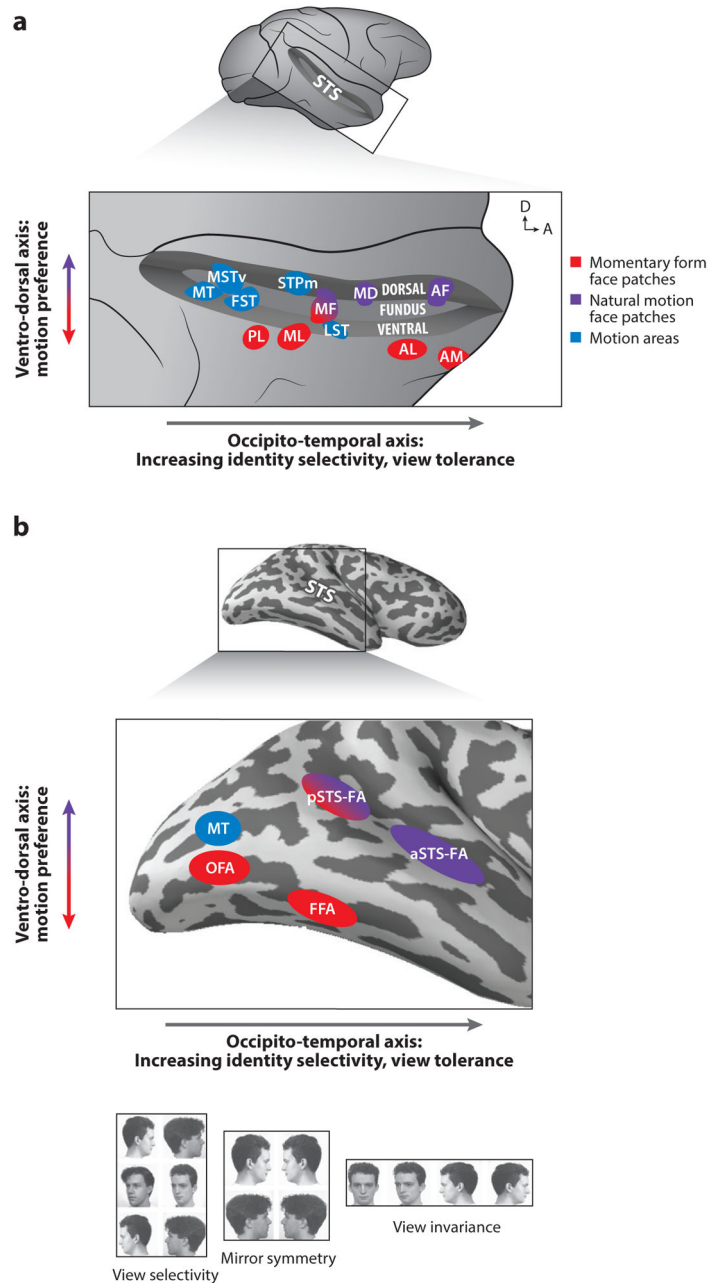 a
STS
D
A
Ventro-dorsal axis:
motion preference
MSTv
MT
FST
STPm
MF
LST
MD
DORSAL
AF
FUNDUS
VENTRAL
PL
ML
AL
AM
Momentary form
face patches
Natural motion
face patches
Motion areas
Occipito-temporal axis:
Increasing identity selectivity, view tolerance
b
STS
Ventro-dorsal axis:
motion preference
pSTS-FA
MT
aSTS-FA
OFA
FFA
Occipito-temporal axis:
Increasing identity selectivity, view tolerance
View selectivity
Mirror symmetry
View invariance